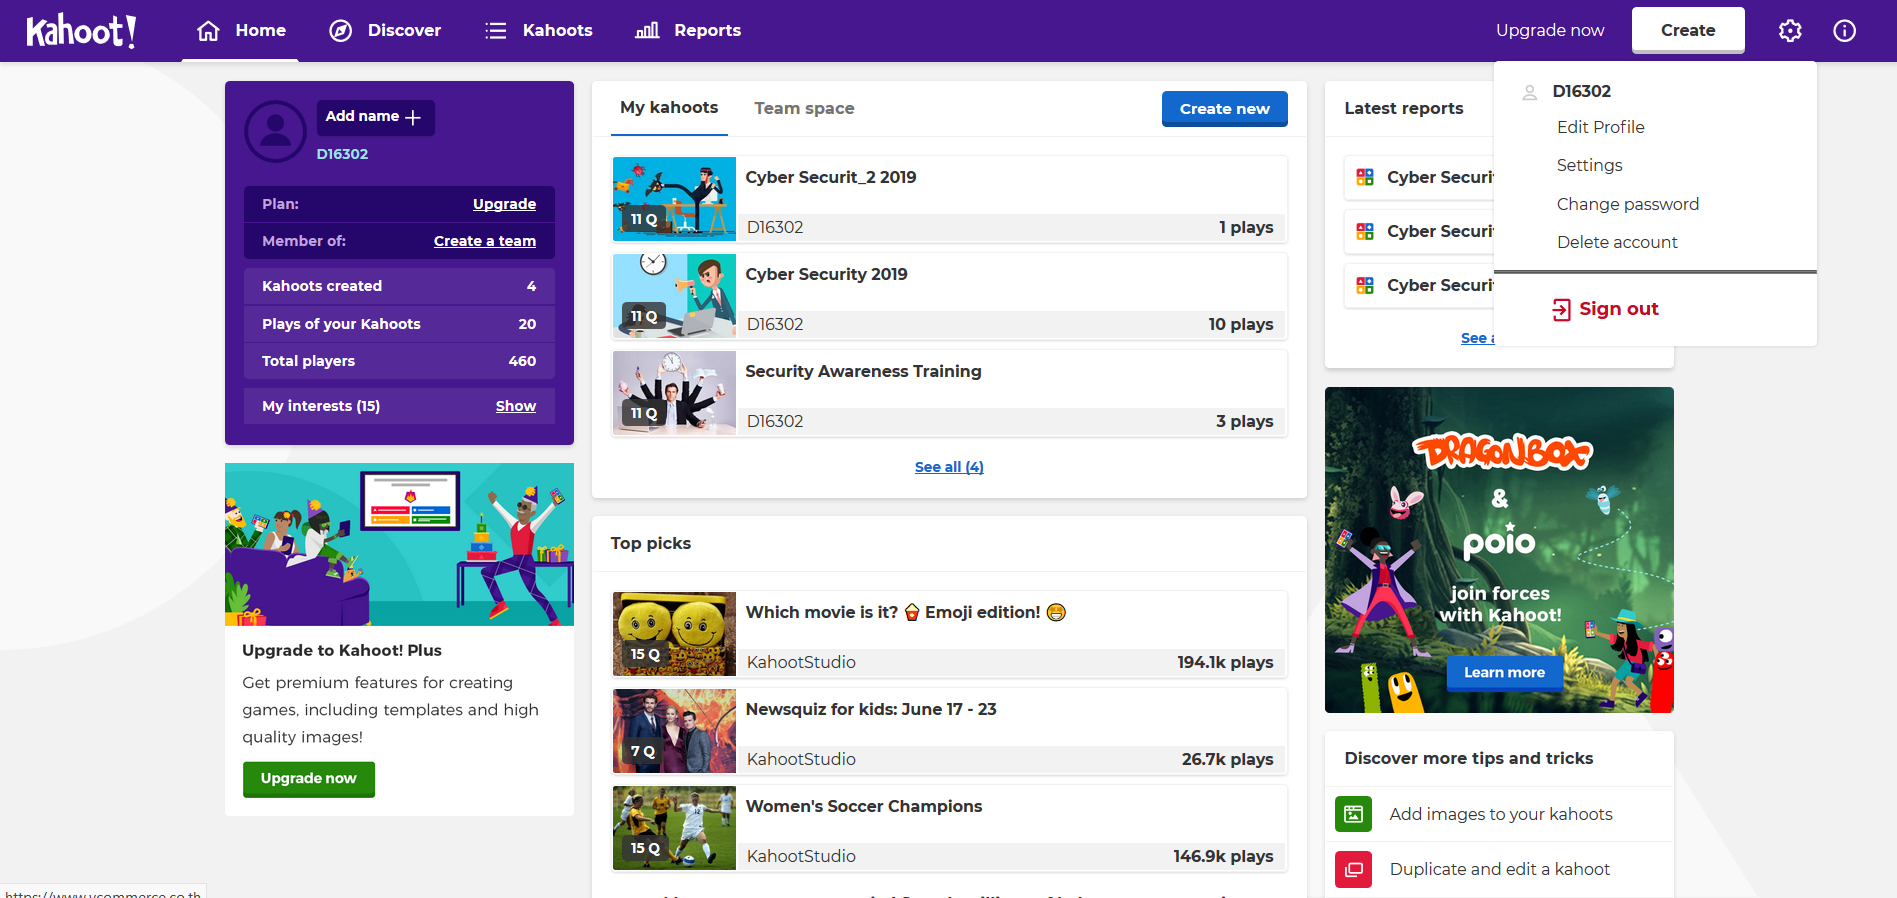 Kahoot!
Home
Discover
Kahoots
Reports
Upgrade now
Create
D16302
Edit Profile
Settings
Change password
Delete account
Sign out
Add name
D16302
Plan:
Upgrade
Member of:
Create a team
Kahoots created
4
Plays of your Kahoots
20
Total players
460
My interests (15)
Show
Upgrade to Kahoot! Plus
Get premium features for creating
games, including templates and high
quality images!
Upgrade now
My kahoots
Team space
Create new
11 Q
Cyber Securit_2 2019
D16302
1 plays
11 Q
Cyber Security 2019
D16302
10 plays
11 Q
Security Awareness Training
D16302
3 plays
See all (4)
Top picks
15 Q
Which movie is it? 🍿 Emoji edition! 🤩
KahootStudio
194.1k plays
7 Q
Newsquiz for kids: June 17 - 23
KahootStudio
26.7k plays
15 Q
Women's Soccer Champions
KahootStudio
146.9k plays
Latest reports
Cyber Securi
Cyber Securi
Cyber Securi
See a
DRAGONBOX
&
poio
join forces
with Kahoot!
Learn more
Discover more tips and tricks
Add images to your kahoots
Duplicate and edit a kahoot
https://www.vcommerce.co.th